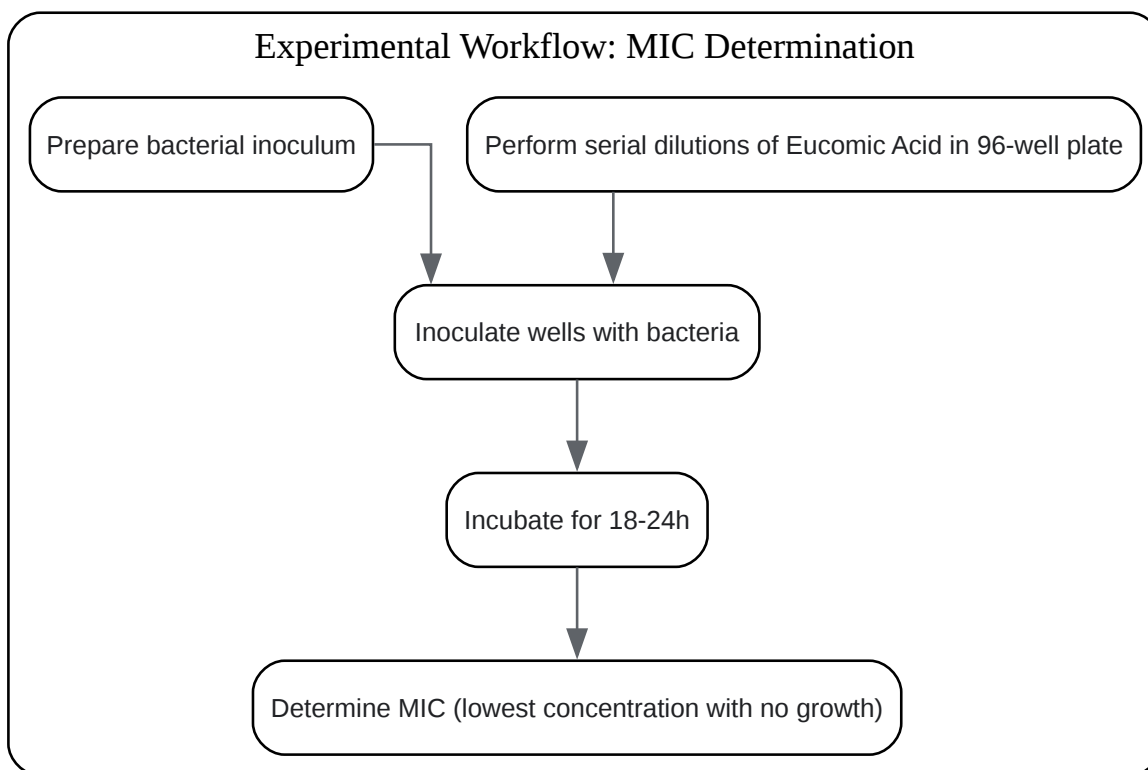 Experimental Workflow: MIC Determination
Prepare bacterial inoculum
Perform serial dilutions of Eucomic Acid in 96-well plate
Inoculate wells with bacteria
Incubate for 18-24h
Determine MIC (lowest concentration with no growth)